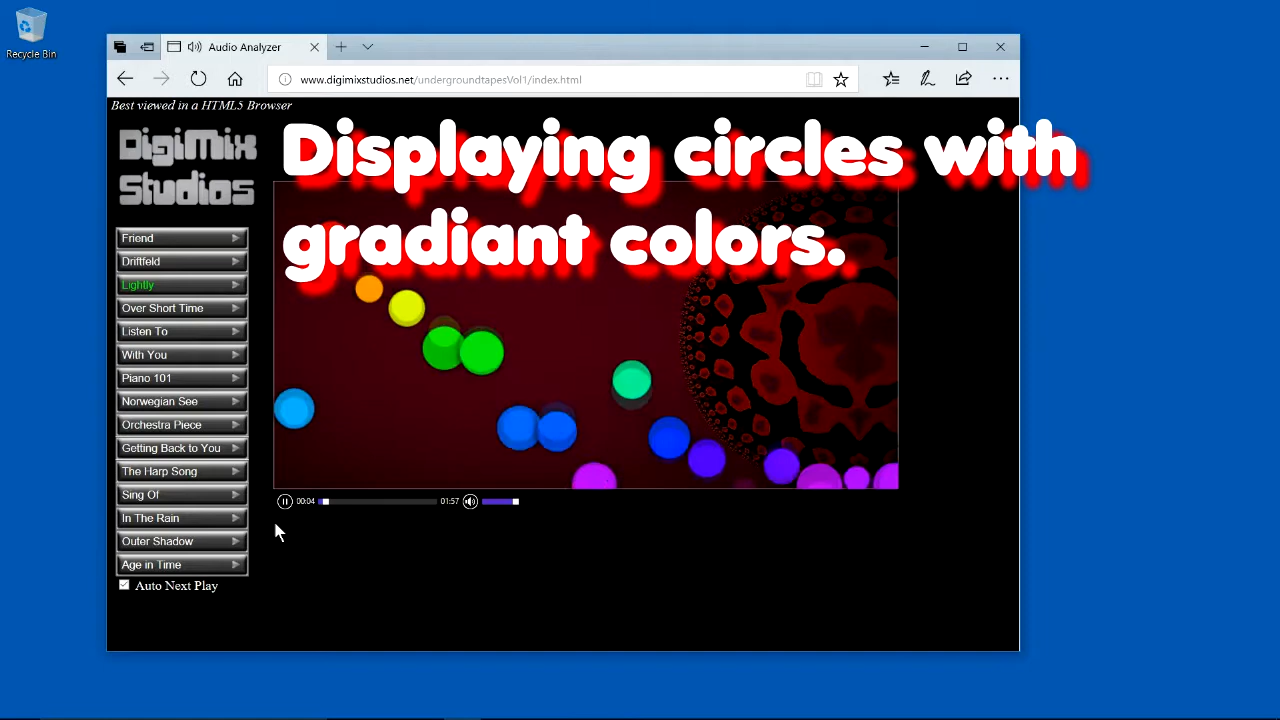 Recycle Bin
Audio Analyzer
www.digimixstudios.net/undergroundtapesVol1/index.html
Best viewed in a HTML5 Browser
DigiMix
Studios
Displaying circles with
gradiant colors.
Friend
Driftfeld
Lightly
Over Short Time
Listen To
With You
Piano 101
Norwegian See
Orchestra Piece
Getting Back to You
The Harp Song
Sing Of
In The Rain
Outer Shadow
Age in Time
Auto Next Play
00:04
01:57